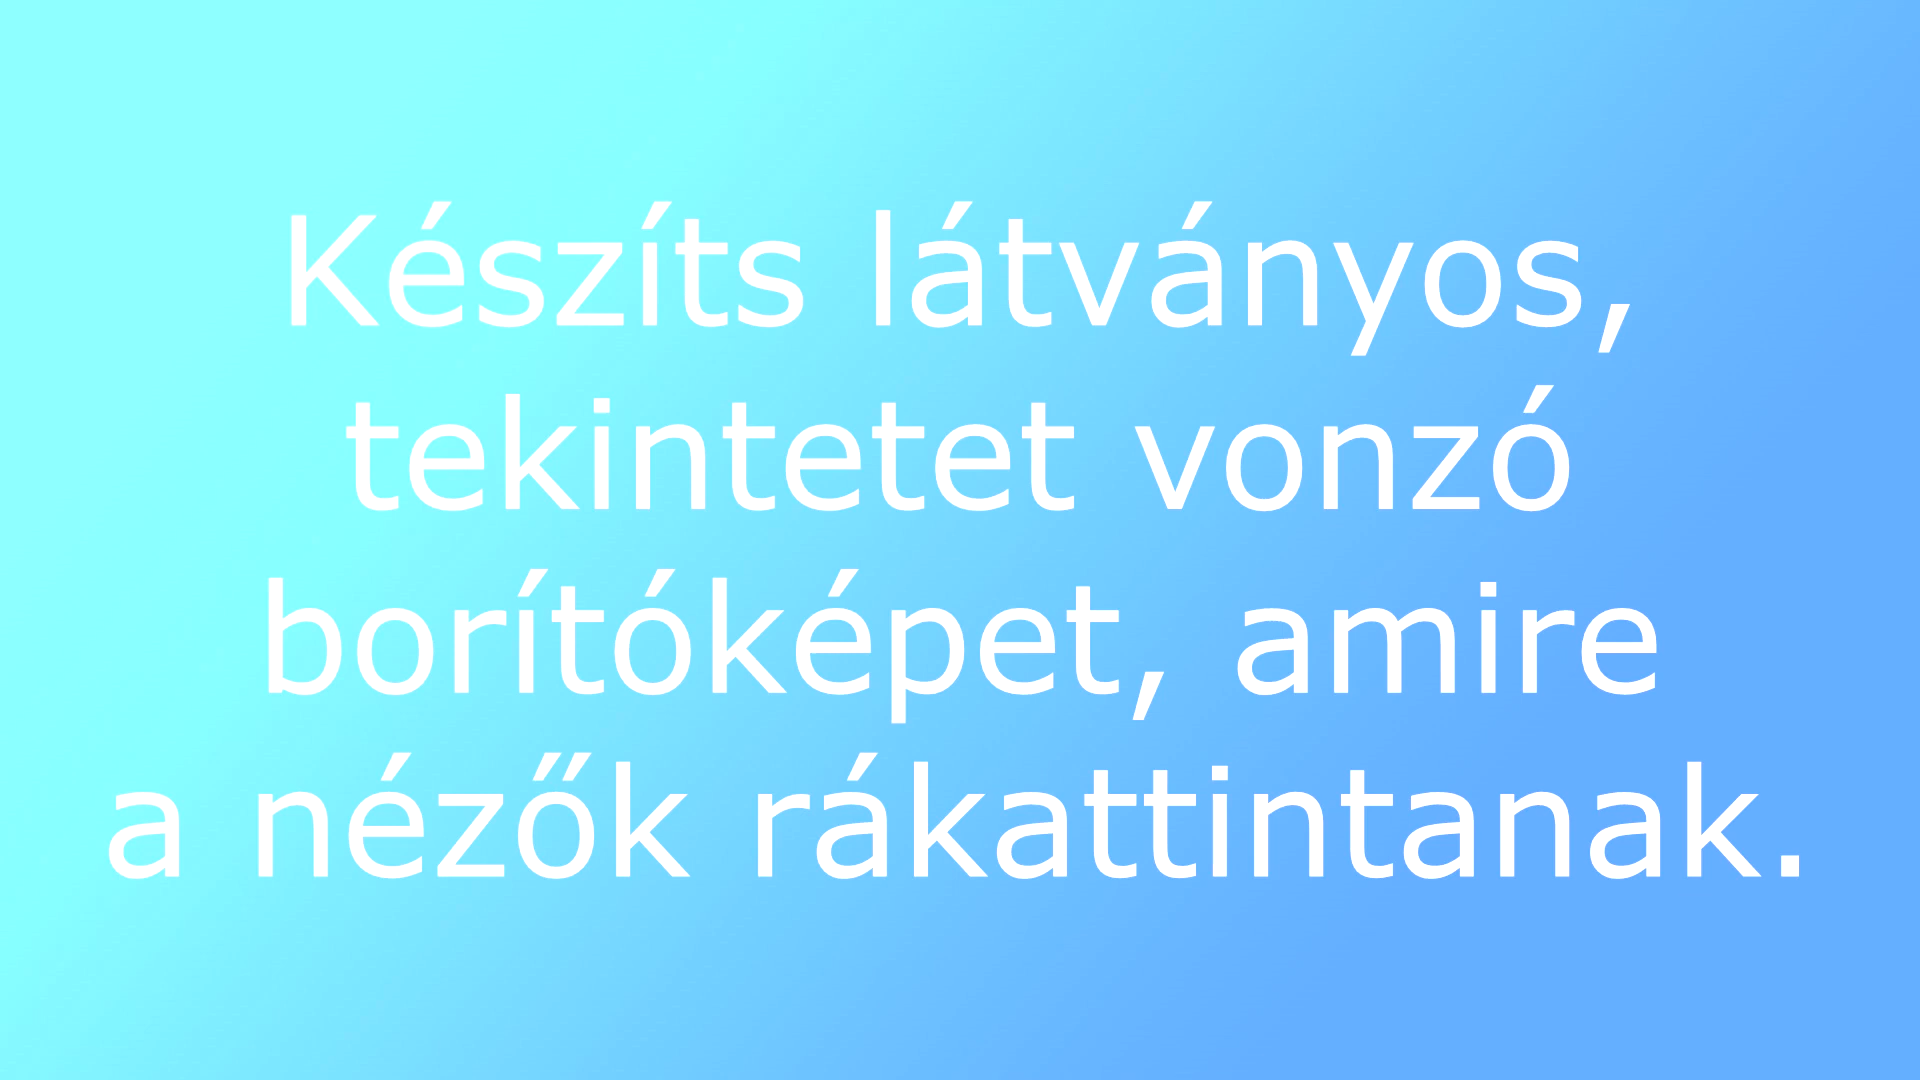 Készíts látványos,
tekintetet vonzó
borítóképet, amire
a nézők rákattintanak.